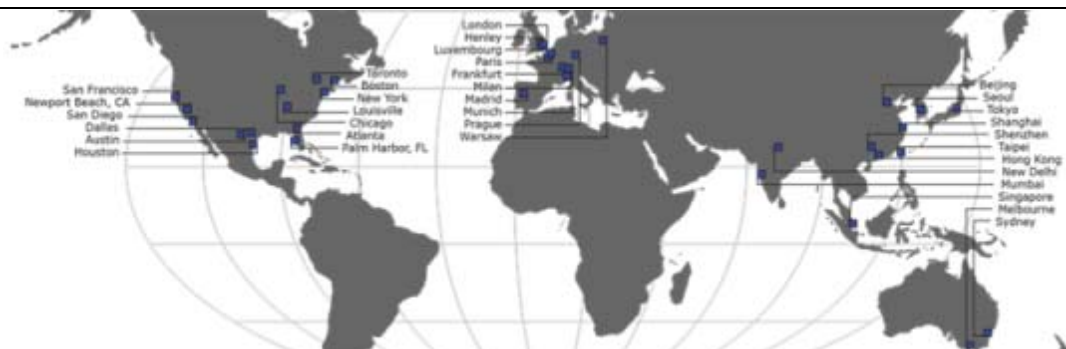 San Francisco
Newport Beach, CA
San Diego
Dallas
Austin
Houston
Toronto
Boston
New York
Louisville
Chicago
Atlanta
Palm Harbor, FL
London
Henley
Luxembourg
Paris
Frankfurt
Milan
Madrid
Munich
Prague
Warsaw
Beijing
Seoul
Tokyo
Shanghai
Shenzhen
Taipei
Hong Kong
New Delhi
Mumbai
Singapore
Melbourne
Sydney